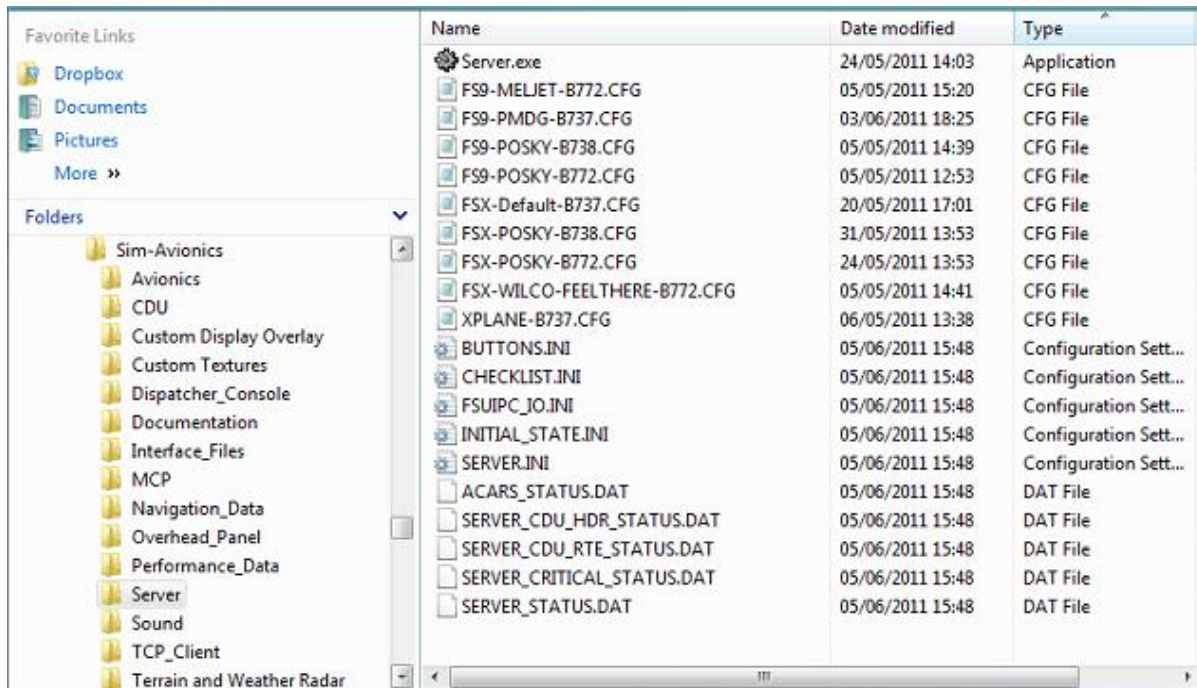 Favorite Links
Dropbox
Documents
Pictures
More »
Folders
Sim-Avionics
Avionics
CDU
Custom Display Overlay
Custom Textures
Dispatcher_Console
Documentation
Interface_Files
MCP
Navigation_Data
Overhead_Panel
Performance_Data
Server
Sound
TCP_Client
Terrain and Weather Radar
Name Date modified Type
Server.exe 24/05/2011 14:03 Application
FS9-MELJET-B772.CFG 05/05/2011 15:20 CFG File
FS9-PMDG-B737.CFG 03/06/2011 18:25 CFG File
FS9-POSKY-B738.CFG 05/05/2011 14:39 CFG File
FS9-POSKY-B772.CFG 05/05/2011 12:53 CFG File
FSX-Default-B737.CFG 20/05/2011 17:01 CFG File
FSX-POSKY-B738.CFG 31/05/2011 13:53 CFG File
FSX-POSKY-B772.CFG 24/05/2011 13:53 CFG File
FSX-WILCO-FEELTHERE-B772.CFG 05/05/2011 14:41 CFG File
XPLANE-B737.CFG 06/05/2011 13:38 CFG File
BUTTONS.INI 05/06/2011 15:48 Configuration Sett...
CHECKLIST.INI 05/06/2011 15:48 Configuration Sett...
FSUIPC_IO.INI 05/06/2011 15:48 Configuration Sett...
INITIAL_STATE.INI 05/06/2011 15:48 Configuration Sett...
SERVER.INI 05/06/2011 15:48 Configuration Sett...
ACARS_STATUS.DAT 05/06/2011 15:48 DAT File
SERVER_CDU_HDR_STATUS.DAT 05/06/2011 15:48 DAT File
SERVER_CDU_RTE_STATUS.DAT 05/06/2011 15:48 DAT File
SERVER_CRITICAL_STATUS.DAT 05/06/2011 15:48 DAT File
SERVER_STATUS.DAT 05/06/2011 15:48 DAT File